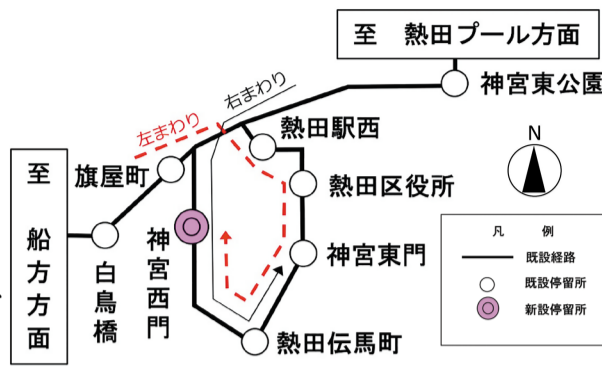 至 熱田プール方面
神宮東公園
右まわり
左まわり
熱田駅西
旗屋町
熱田区役所
N
至 船方方面
白鳥橋
神宮西門
神宮東門
熱田伝馬町
凡 例
既設経路
既設停留所
新設停留所